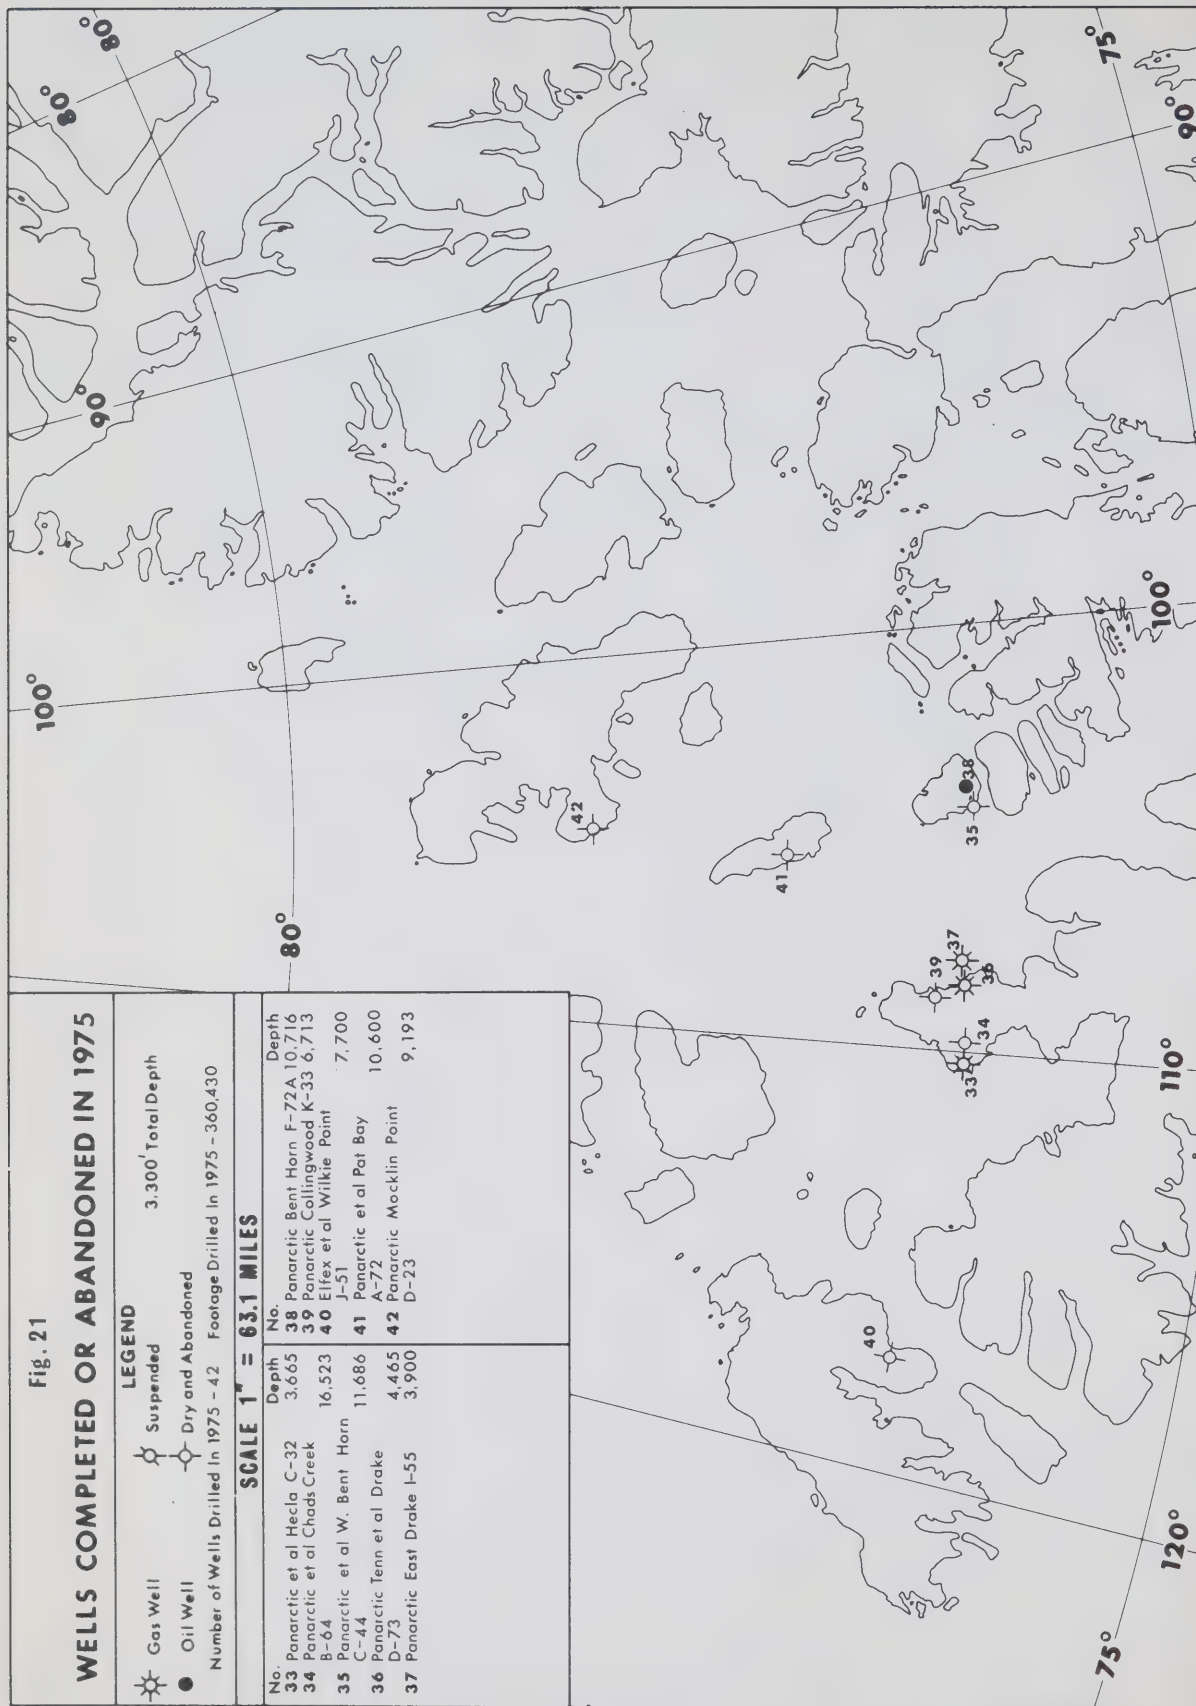 Fig. 21
WELLS COMPLETED OR ABANDONED IN 1975
LEGEND
Gas Well
Suspended
3,300' Total Depth
Oil Well
Dry and Abandoned
Number of Wells Drilled In 1975 - 42 Footage Drilled In 1975 - 360,430
SCALE 1" = 63.1 MILES
No. Depth
33 Panarctic et al Hecla C-32 3,665
34 Panarctic et al Chads Creek
B-64 16,523
35 Panarctic et al W. Bent Horn
C-44 11,686
36 Panarctic Tenn et al Drake
D-73 4,465
37 Panarctic East Drake I-55 3,900
No. Depth
38 Panarctic Bent Horn F-72A 10,716
39 Panarctic Collingwood K-33 6,713
40 Elfex et al Wilkie Point
J-51 7,700
41 Panarctic et al Pat Bay
A-72 10,600
42 Panarctic Mocklin Point
D-23 9,193
80°
80°
90°
100°
80°
42
41
38
35
37
39
36
34
33
40
75°
90°
100°
110°
120°
75°